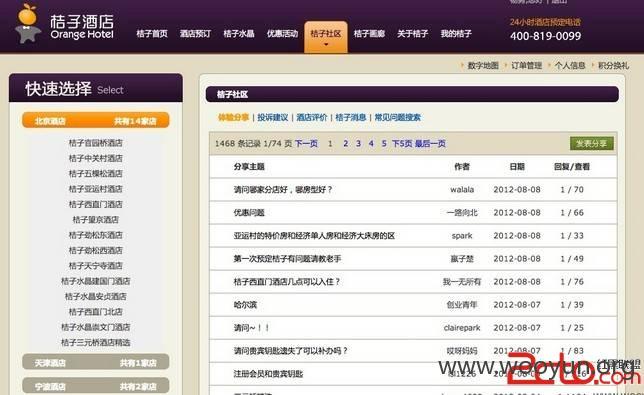 桔子酒店
Orange Hotel
24小时酒店预定电话
400-819-0099
桔子首页
酒店预订
桔子水晶
优惠活动
桔子社区
桔子画廊
关于桔子
我的桔子
数字地图
订单管理
个人信息
积分换礼
快速选择 Select
北京酒店 共有14家店
桔子官园桥酒店
桔子中关村酒店
桔子五棵松酒店
桔子亚运村酒店
桔子西直门酒店
桔子望京酒店
桔子劲松东酒店
桔子劲松西酒店
桔子天宁寺酒店
桔子水晶建国门酒店
桔子水晶安贞酒店
桔子西直门北酒店
桔子水晶崇文门酒店
桔子三元桥酒店精选
天津酒店 共有1家店
宁波酒店 共有2家店
桔子社区
体验分享 | 投诉建议 | 酒店评价 | 桔子消息 | 常见问题搜索
1468 条记录 1/74 页 下一页 1 2 3 4 5 下5页 最后一页
发表分享
分享主题 作者 日期 回复/查看
请问哪家分店好，哪房型好？ walala 2012-08-08 1 / 70
优惠问题 一路向北 2012-08-08 1 / 66
亚运村的特价房和经济单人房和经济大床房的区 spark 2012-08-08 1 / 33
第一次预定桔子有问题请教老手 嬴子楚 2012-08-08 1 / 49
桔子西直门酒店几点可以入住？ 我一无所有 2012-08-08 1 / 76
哈尔滨 创业青年 2012-08-07 1 / 39
请问~！！ clairepark 2012-08-07 1 / 25
请问贵宾钥匙遗失了可以补办吗？ 哎呀妈妈 2012-08-07 1 / 83
注册会员和贵宾钥匙
www.wooyun.org
2cto.com
红黑联盟